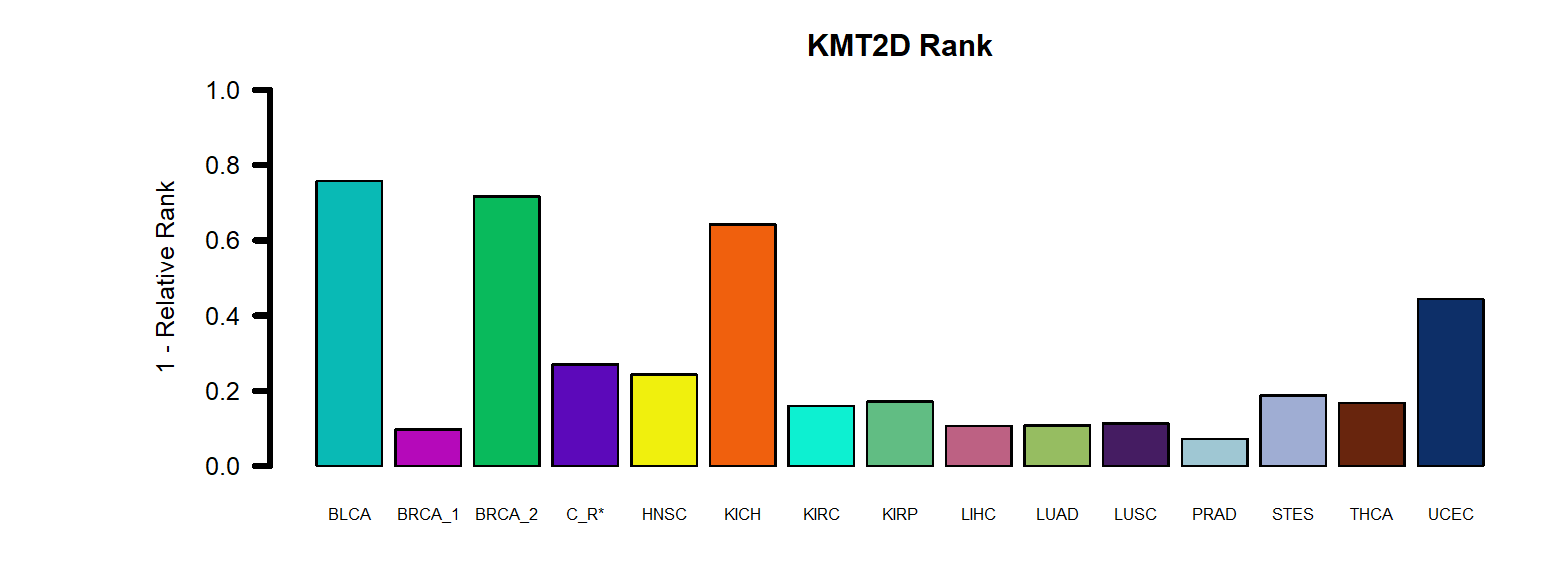 KMT2D Rank
1 - Relative Rank
1.0
0.8
0.6
0.4
0.2
0.0
BLCA BRCA_1 BRCA_2 C_R* HNSC KICH KIRC KIRP LIHC LUAD LUSC PRAD STES THCA UCEC